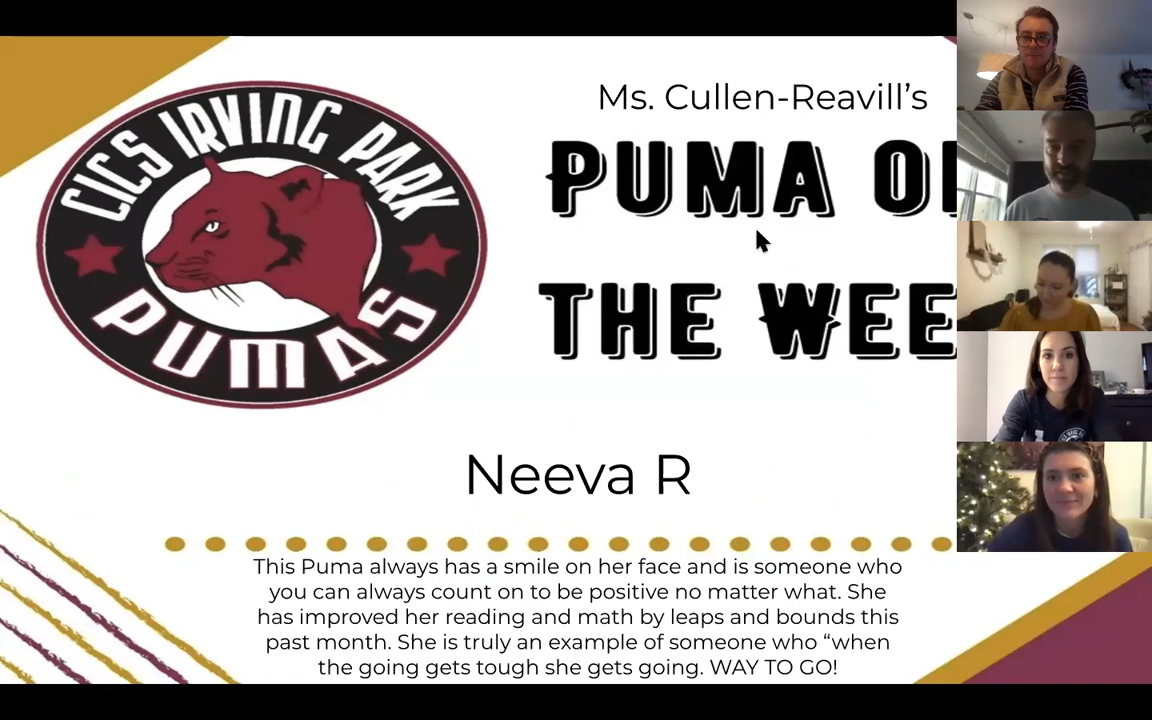 CICS IRVING PARK
PUMAS
Ms. Cullen-Reavill's
PUMA O
THE WEE
Neeva R
This Puma always has a smile on her face and is someone who
you can always count on to be positive no matter what. She
has improved her reading and math by leaps and bounds this
past month. She is truly an example of someone who “when
the going gets tough she gets going. WAY TO GO!